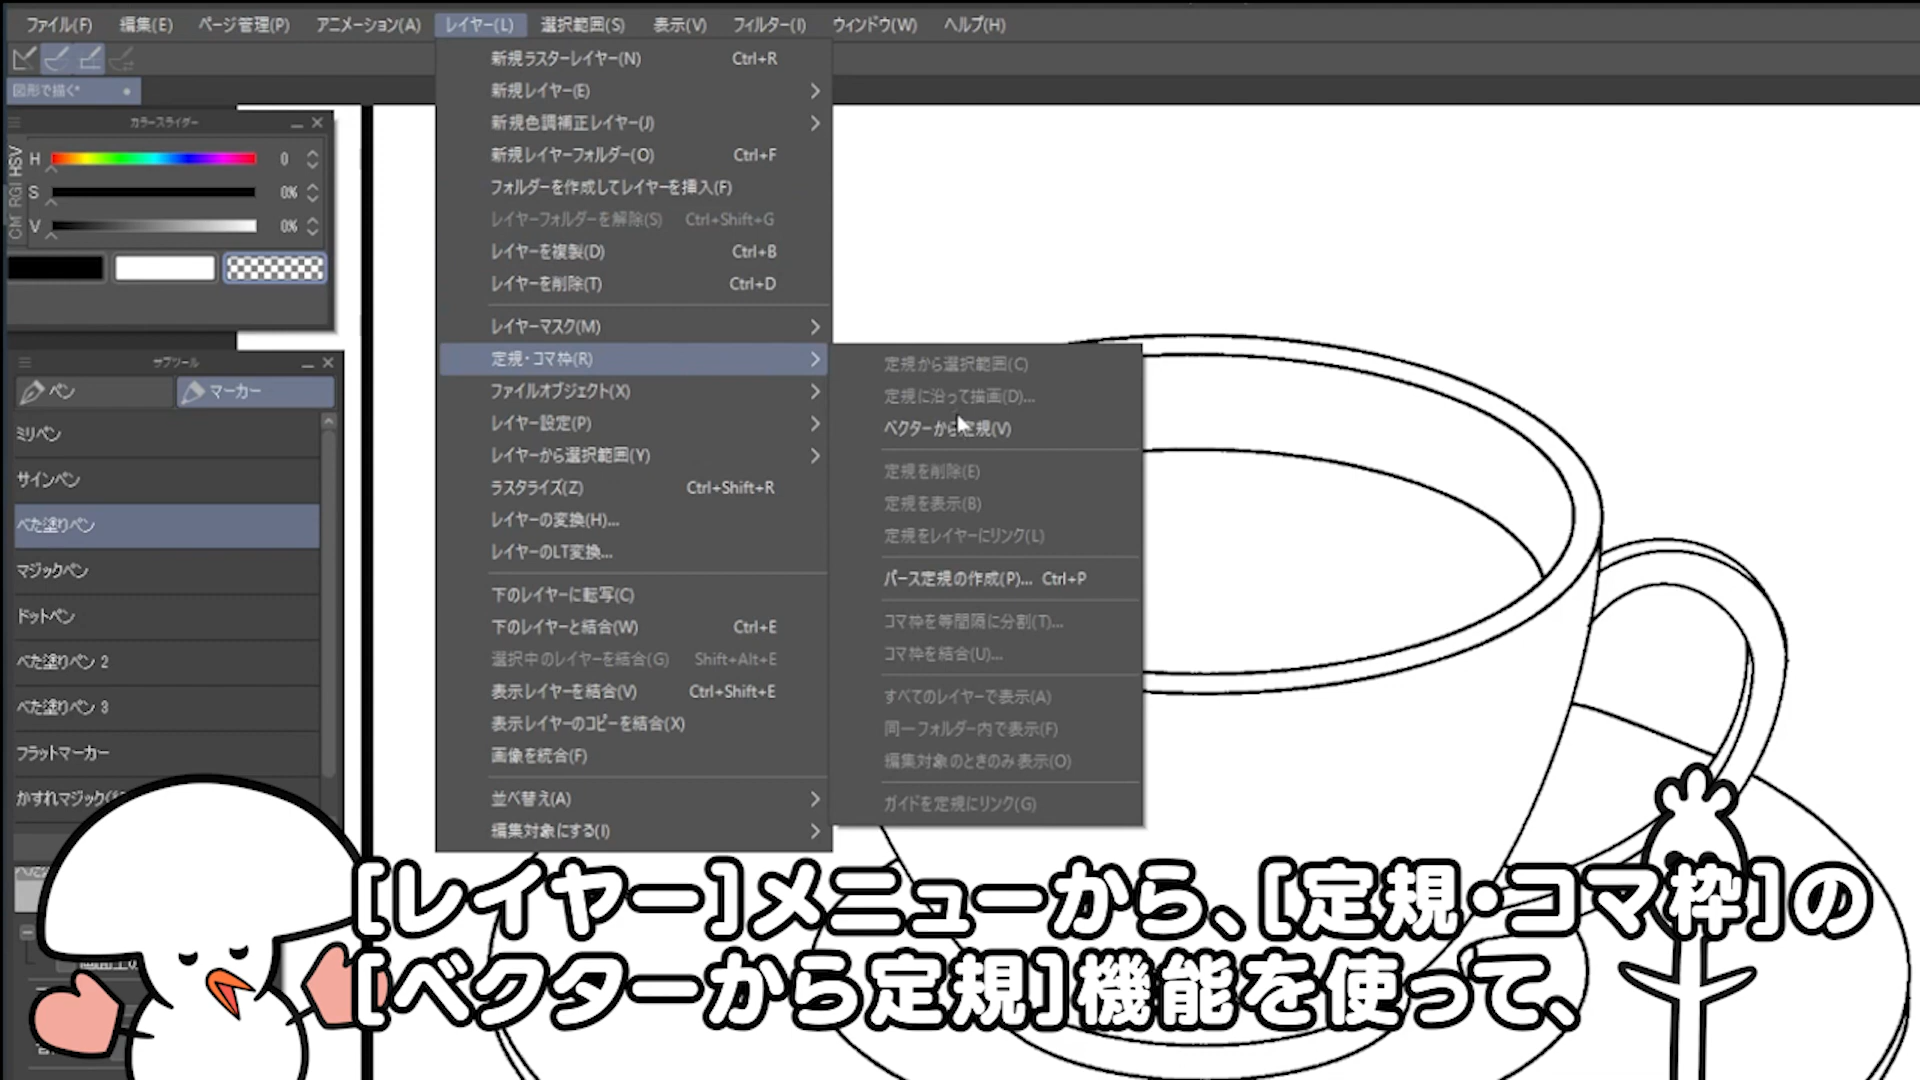 ファイル(F) 編集(E) ページ管理(P) アニメーション(A) レイヤー(L) 選択範囲(S) 表示(V) フィルター(I) ウィンドウ(W) ヘルプ(H)
図形で描く*
カラースライダー
HSV
RGB
CM
H 0
S 0%
V 0%
サブツール
ペン マーカー
ミリペン
サインペン
べた塗りペン
マジックペン
ドットペン
べた塗りペン 2
べた塗りペン 3
フラットマーカー
かすれマジック
新規ラスターレイヤー(N) Ctrl+R
新規レイヤー(E)
新規色調補正レイヤー(J)
新規レイヤーフォルダー(O) Ctrl+F
フォルダーを作成してレイヤーを挿入(F)
レイヤーフォルダーを解除(S) Ctrl+Shift+G
レイヤーを複製(D) Ctrl+B
レイヤーを削除(T) Ctrl+D
レイヤーマスク(M)
定規・コマ枠(R)
ファイルオブジェクト(X)
レイヤー設定(P)
レイヤーから選択範囲(Y)
ラスタライズ(Z) Ctrl+Shift+R
レイヤーの変換(H)...
レイヤーのLT変換...
下のレイヤーに転写(C)
下のレイヤーと結合(W) Ctrl+E
選択中のレイヤーを結合(G) Shift+Alt+E
表示レイヤーを結合(V) Ctrl+Shift+E
表示レイヤーのコピーを結合(X)
画像を統合(F)
並べ替え(A)
編集対象にする(I)
定規から選択範囲(C)
定規に沿って描画(D)...
ベクターから定規(V)
定規を削除(E)
定規を表示(B)
定規をレイヤーにリンク(L)
パース定規の作成(P)... Ctrl+P
コマ枠を等間隔に分割(T)...
コマ枠を結合(U)...
すべてのレイヤーで表示(A)
同一フォルダー内で表示(F)
編集対象のときのみ表示(O)
ガイドを定規にリンク(G)
[レイヤー]メニューから、[定規・コマ枠]の
[ベクターから定規]機能を使って、